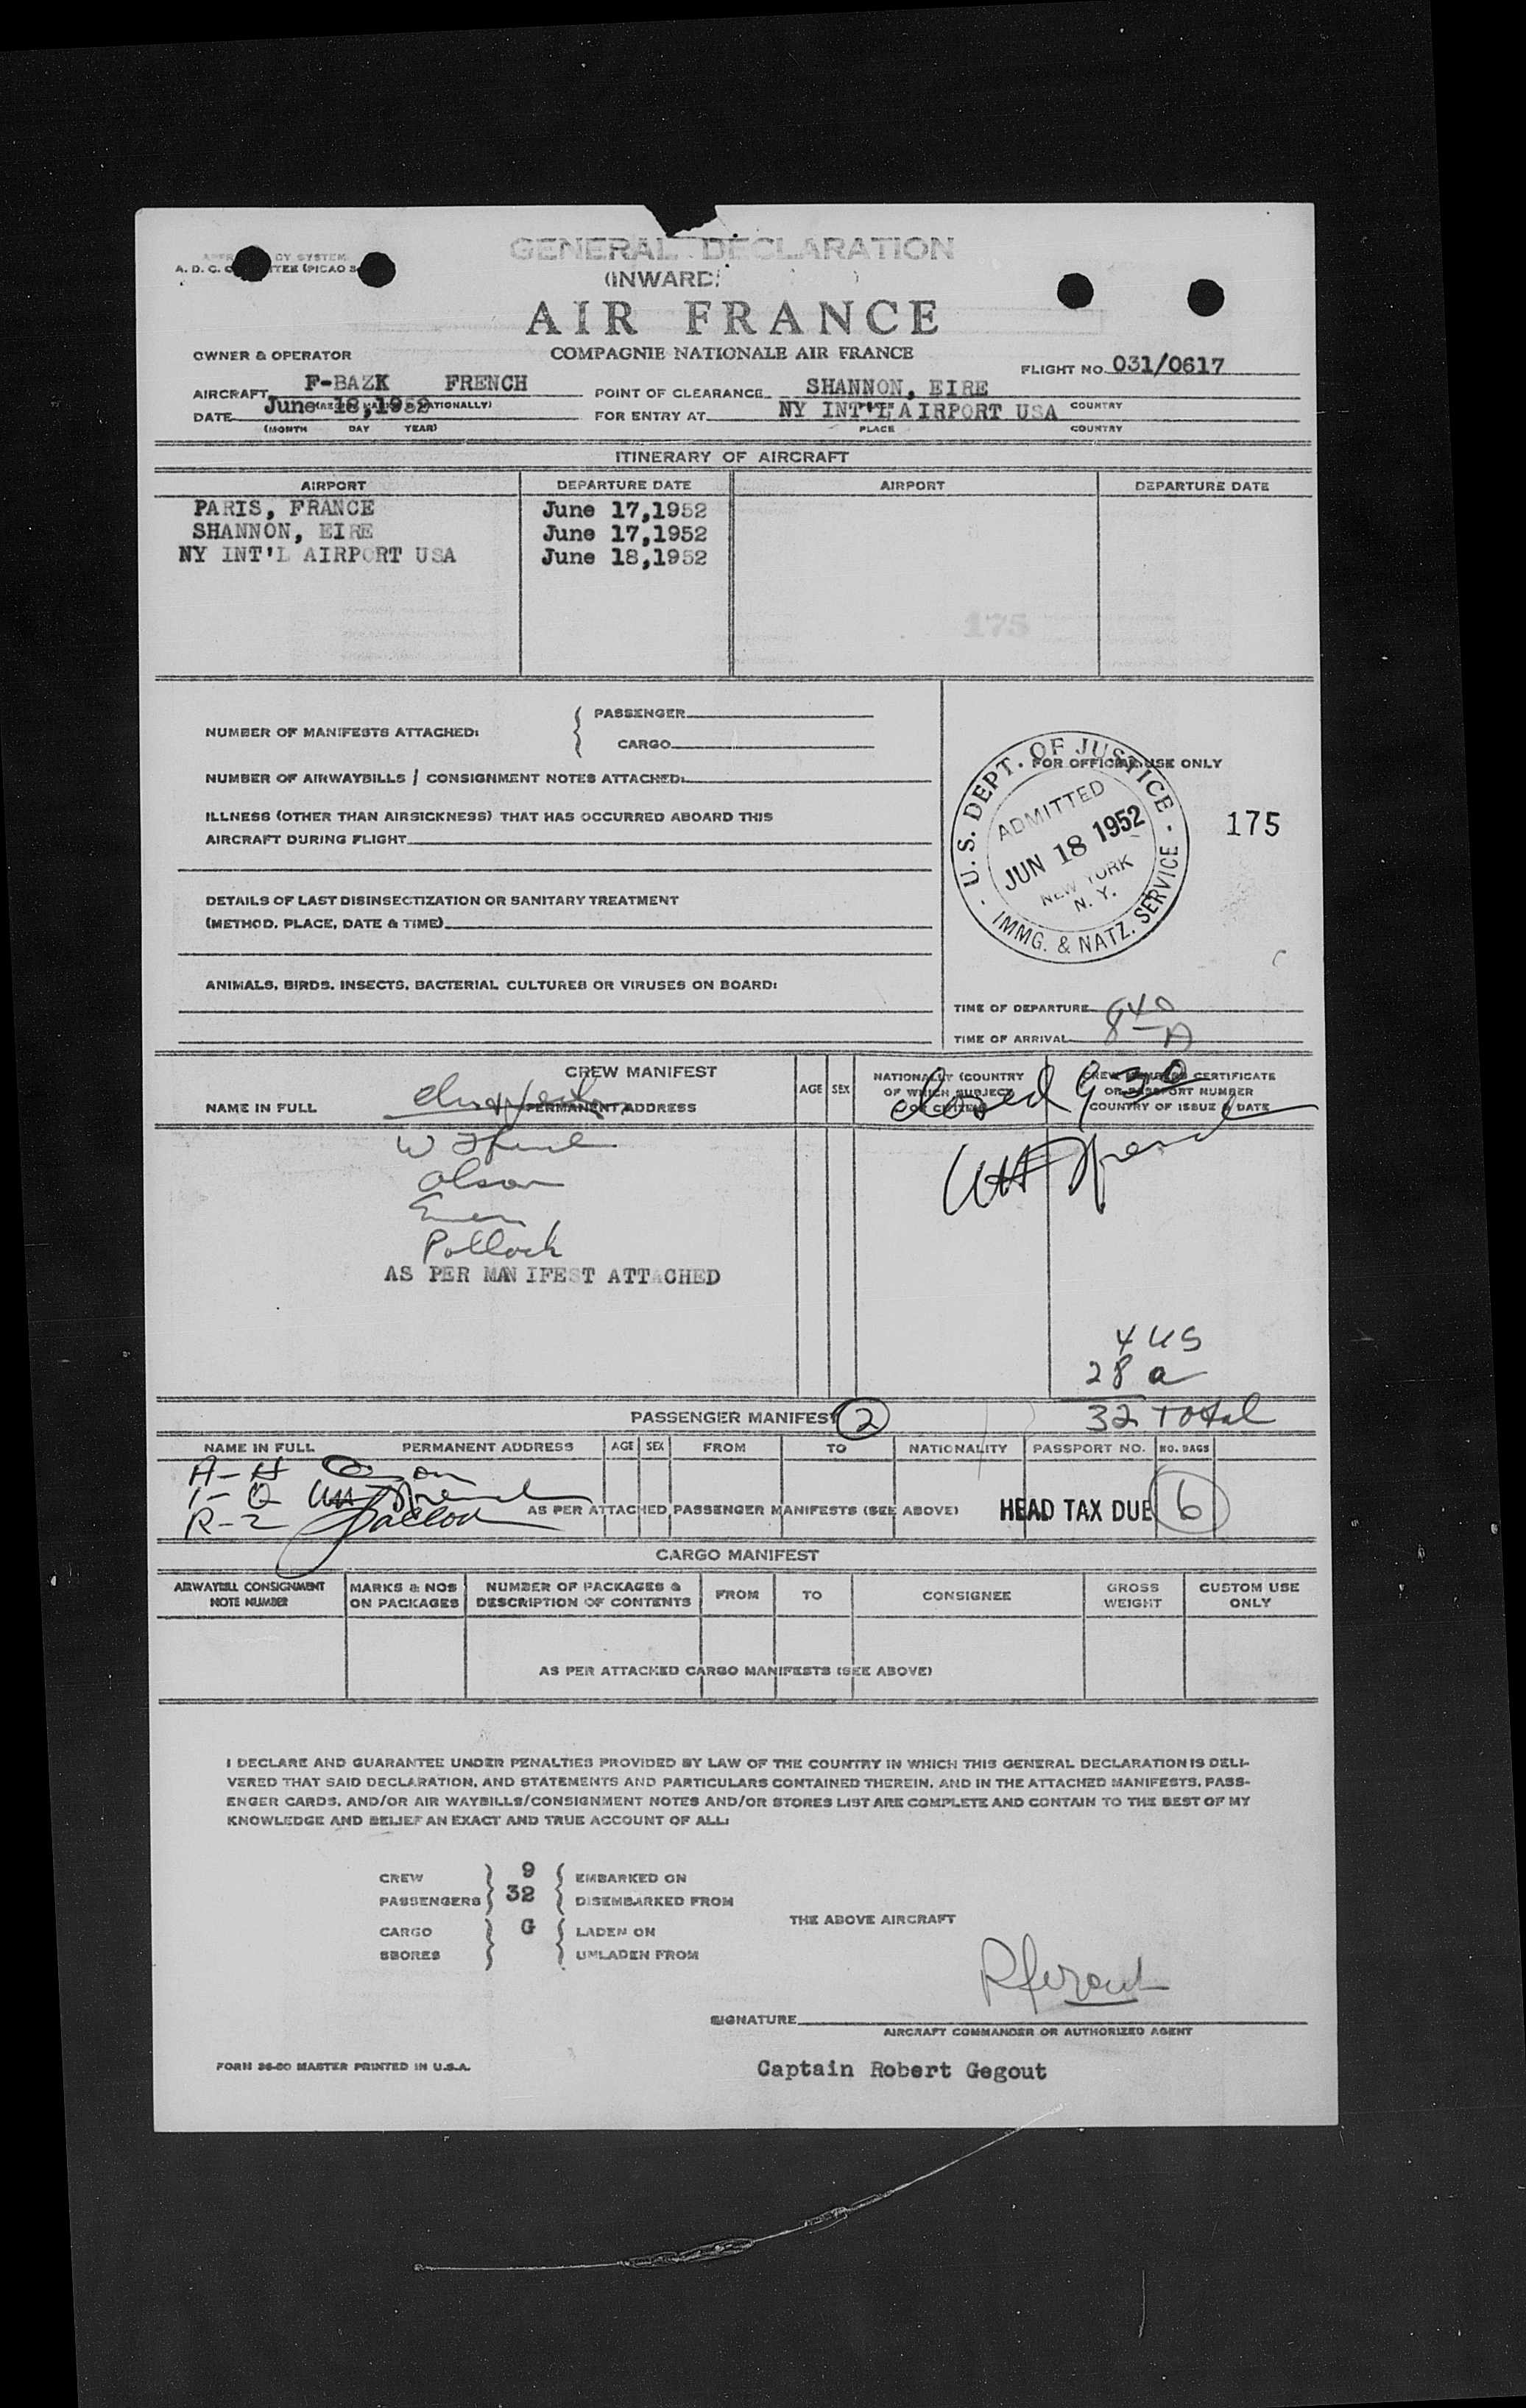 GENERAL DECLARATION
CY SYSTEM
A. D. C. (PICAO
(INWARD)
AIR FRANCE
COMPAGNIE NATIONALE AIR FRANCE
OWNER & OPERATOR
FLIGHT NO. 031/0617
AIRCRAFT F-BAZK FRENCH POINT OF CLEARANCE SHANNON, EIRE
DATE June 18,1952 FOR ENTRY AT NY INT'L AIRPORT USA COUNTRY
(MONTH DAY YEAR) PLACE COUNTRY
ITINERARY OF AIRCRAFT
AIRPORT DEPARTURE DATE AIRPORT DEPARTURE DATE
PARIS, FRANCE June 17,1952
SHANNON, EIRE June 17,1952
NY INT'L AIRPORT USA June 18,1952
175
NUMBER OF MANIFESTS ATTACHED: PASSENGER
CARGO
NUMBER OF AIRWAYBILLS / CONSIGNMENT NOTES ATTACHED:
ILLNESS (OTHER THAN AIRSICKNESS) THAT HAS OCCURRED ABOARD THIS
AIRCRAFT DURING FLIGHT
DETAILS OF LAST DISINSECTIZATION OR SANITARY TREATMENT
(METHOD, PLACE, DATE & TIME)
ANIMALS, BIRDS, INSECTS, BACTERIAL CULTURES OR VIRUSES ON BOARD:
FOR OFFICIAL USE ONLY
U. S. DEPT. OF JUSTICE
ADMITTED
JUN 18 1952
NEW YORK
N. Y.
IMMG. & NATZ. SERVICE
175
TIME OF DEPARTURE 840
TIME OF ARRIVAL 8-A
CREW MANIFEST
NAME IN FULL PERMANENT ADDRESS
AGE SEX
NATIONALITY (COUNTRY
OF WHICH SUBJECT
OR CITIZEN)
CREW MEMBERS CERTIFICATE
OR PASSPORT NUMBER
COUNTRY OF ISSUE & DATE
closed 930
Olson
Pollock
AS PER MANIFEST ATTACHED
4 US
28 a
32 Total
PASSENGER MANIFEST 2
NAME IN FULL PERMANENT ADDRESS AGE SEX FROM TO NATIONALITY PASSPORT NO. NO. BAGS
A-H Olson
I-Q
R-Z Pollock
AS PER ATTACHED PASSENGER MANIFESTS (SEE ABOVE) HEAD TAX DUE 6
CARGO MANIFEST
AIRWAYBILL CONSIGNMENT NOTE NUMBER
MARKS & NOS ON PACKAGES
NUMBER OF PACKAGES & DESCRIPTION OF CONTENTS
FROM TO CONSIGNEE
GROSS WEIGHT
CUSTOM USE ONLY
AS PER ATTACHED CARGO MANIFESTS (SEE ABOVE)
I DECLARE AND GUARANTEE UNDER PENALTIES PROVIDED BY LAW OF THE COUNTRY IN WHICH THIS GENERAL DECLARATION IS DELI-
VERED THAT SAID DECLARATION, AND STATEMENTS AND PARTICULARS CONTAINED THEREIN, AND IN THE ATTACHED MANIFESTS, PASS-
ENGER CARDS, AND/OR AIR WAYBILLS/CONSIGNMENT NOTES AND/OR STORES LIST ARE COMPLETE AND CONTAIN TO THE BEST OF MY
KNOWLEDGE AND BELIEF AN EXACT AND TRUE ACCOUNT OF ALL:
CREW 9 EMBARKED ON
PASSENGERS 32 DISEMBARKED FROM
THE ABOVE AIRCRAFT
CARGO G LADEN ON
SBORES UNLADEN FROM
SIGNATURE
AIRCRAFT COMMANDER OR AUTHORIZED AGENT
FORM 36-80 MASTER PRINTED IN U.S.A.
Captain Robert Gegout